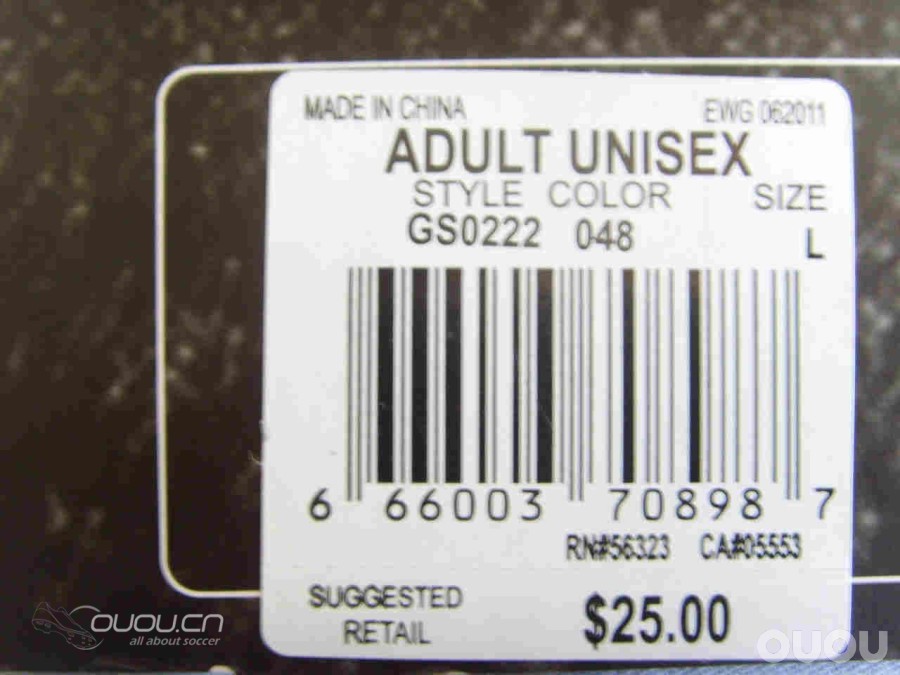 MADE IN CHINA EWG 062011
ADULT UNISEX
STYLE COLOR SIZE
GS0222 048 L
6 66003 70898 7
RN#56323 CA#05553
SUGGESTED
RETAIL $25.00
OUOU.CN
all about soccer
OUOU